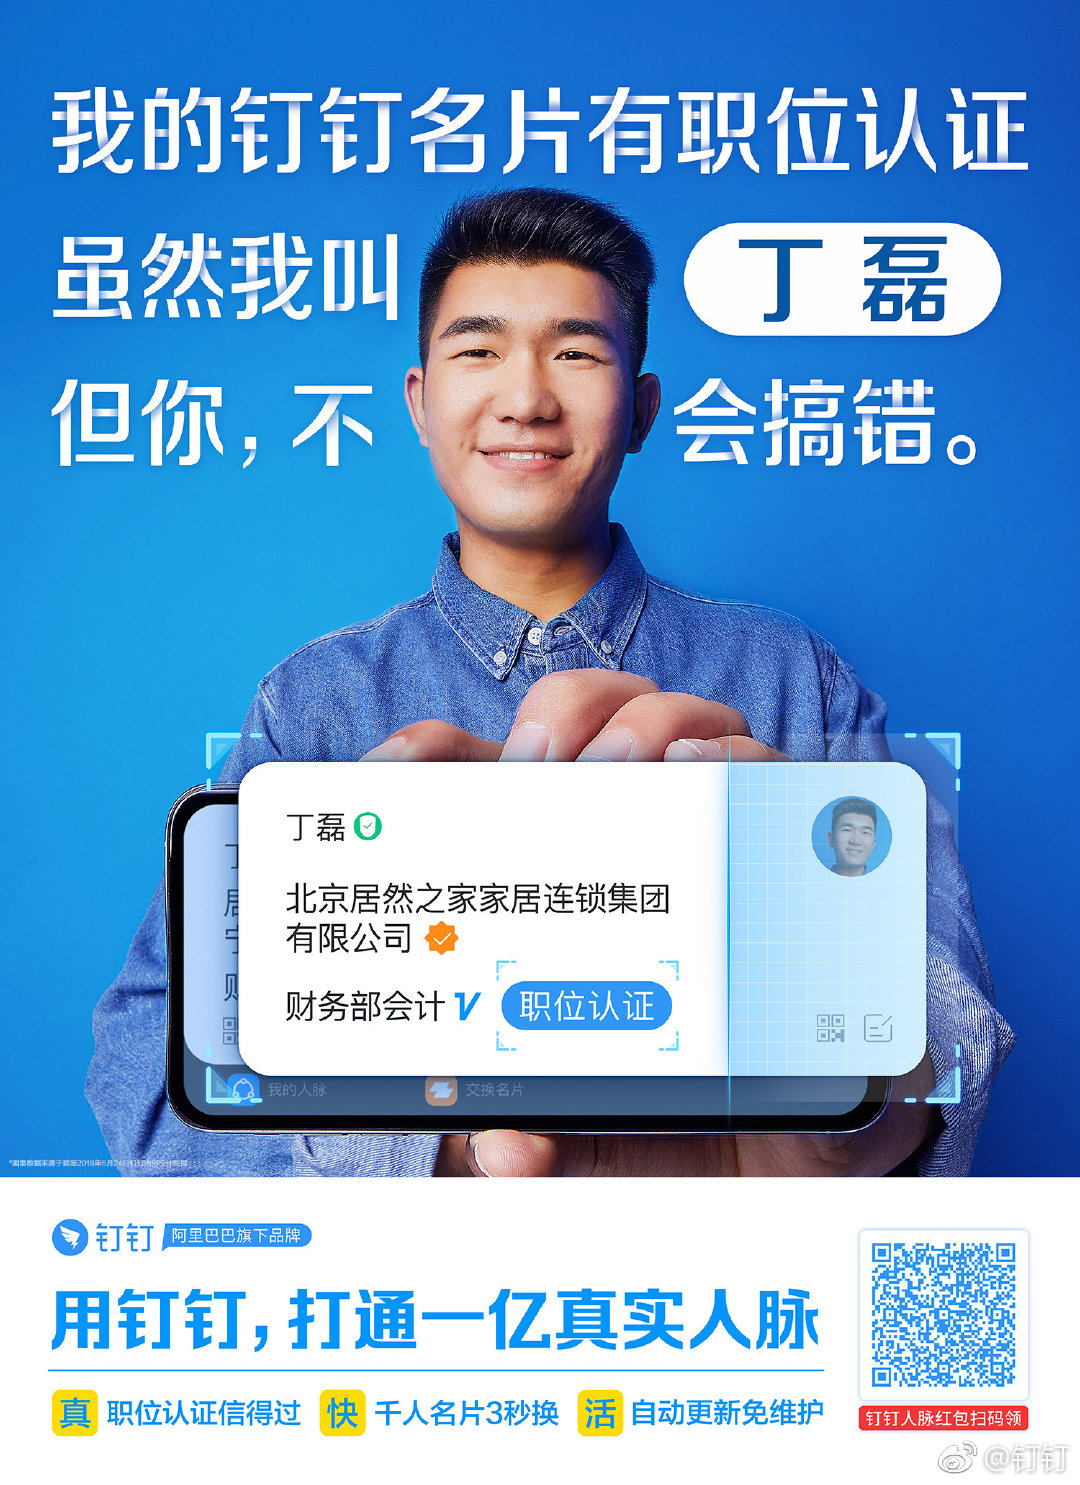 我的钉钉名片有职位认证
虽然我叫 丁磊
但你，不会搞错。
丁磊
北京居然之家家居连锁集团
有限公司
财务部会计 V 职位认证
我的人脉 交换名片
钉钉 阿里巴巴旗下品牌
用钉钉，打通一亿真实人脉
真 职位认证信得过 快 千人名片3秒换 活 自动更新免维护
钉钉人脉红包扫码领
@钉钉